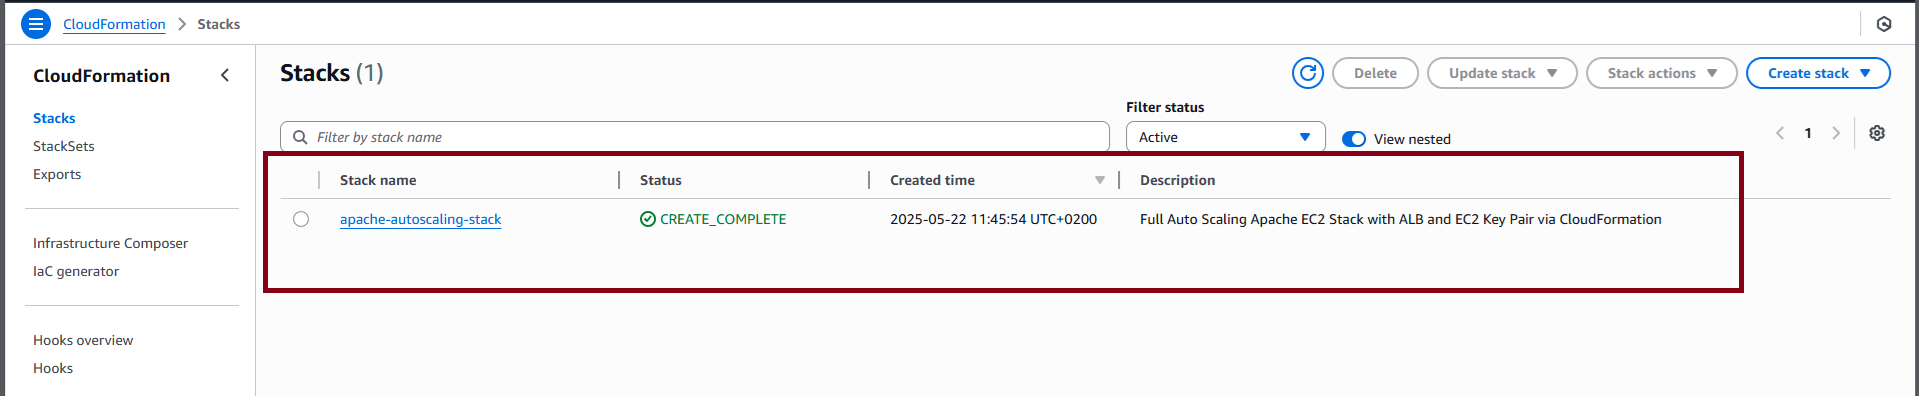 CloudFormation > Stacks
CloudFormation
Stacks
StackSets
Exports
Infrastructure Composer
IaC generator
Hooks overview
Hooks
Stacks (1)
Delete
Update stack
Stack actions
Create stack
Filter by stack name
Filter status
Active
View nested
1
Stack name Status Created time Description
apache-autoscaling-stack CREATE_COMPLETE 2025-05-22 11:45:54 UTC+0200 Full Auto Scaling Apache EC2 Stack with ALB and EC2 Key Pair via CloudFormation